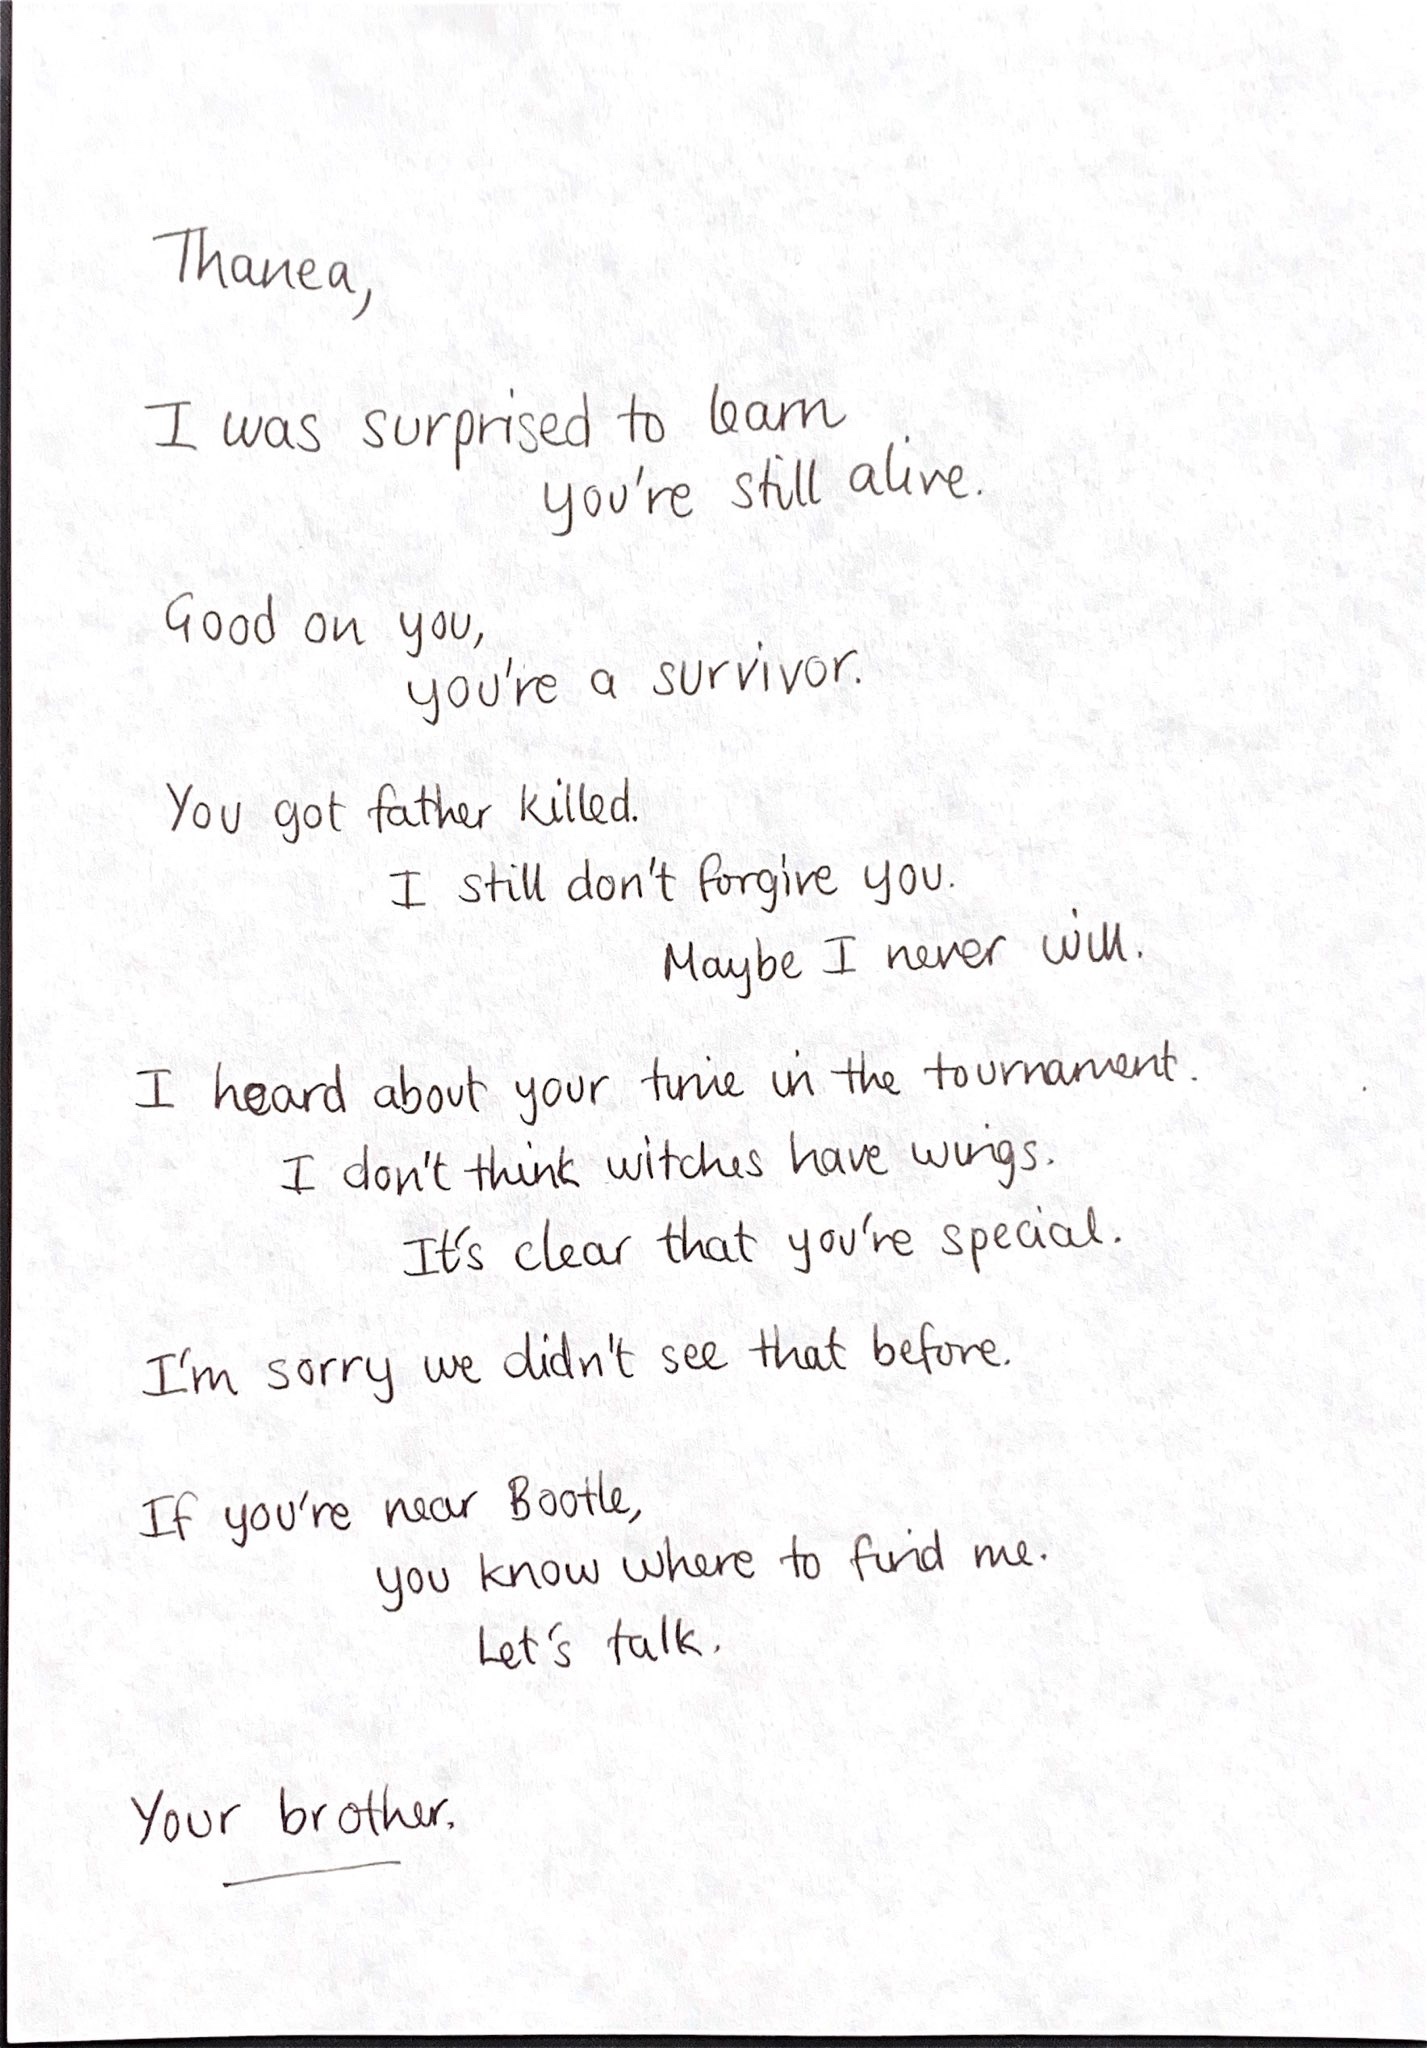 Thanea,
I was surprised to learn
you're still alive.
Good on you,
you're a survivor.
You got father killed.
I still don't forgive you.
Maybe I never will.
I heard about your time in the tournament.
I don't think witches have wings.
It's clear that you're special.
I'm sorry we didn't see that before.
If you're near Bootle,
you know where to find me.
Let's talk.
Your brother.